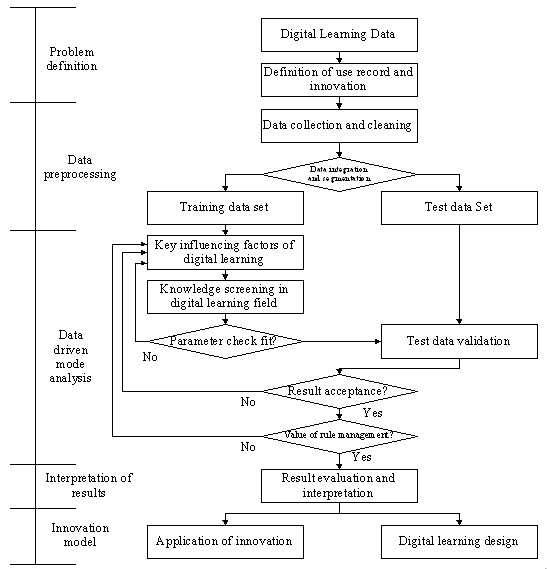 Digital Learning Data
Problem
definition
Definition of use record and
innovation
Data collection and cleaning
Data
preprocessing
Data integration
and segmentation
Training data set
Test data Set
Key influencing factors of
digital learning
Knowledge screening in
digital learning field
Parameter check fit?
No
Test data validation
Data
driven
mode
analysis
Result acceptance?
No
Yes
Value of rule management?
No
Yes
Interpretation of
results
Result evaluation and
interpretation
Innovation
model
Application of innovation
Digital learning design